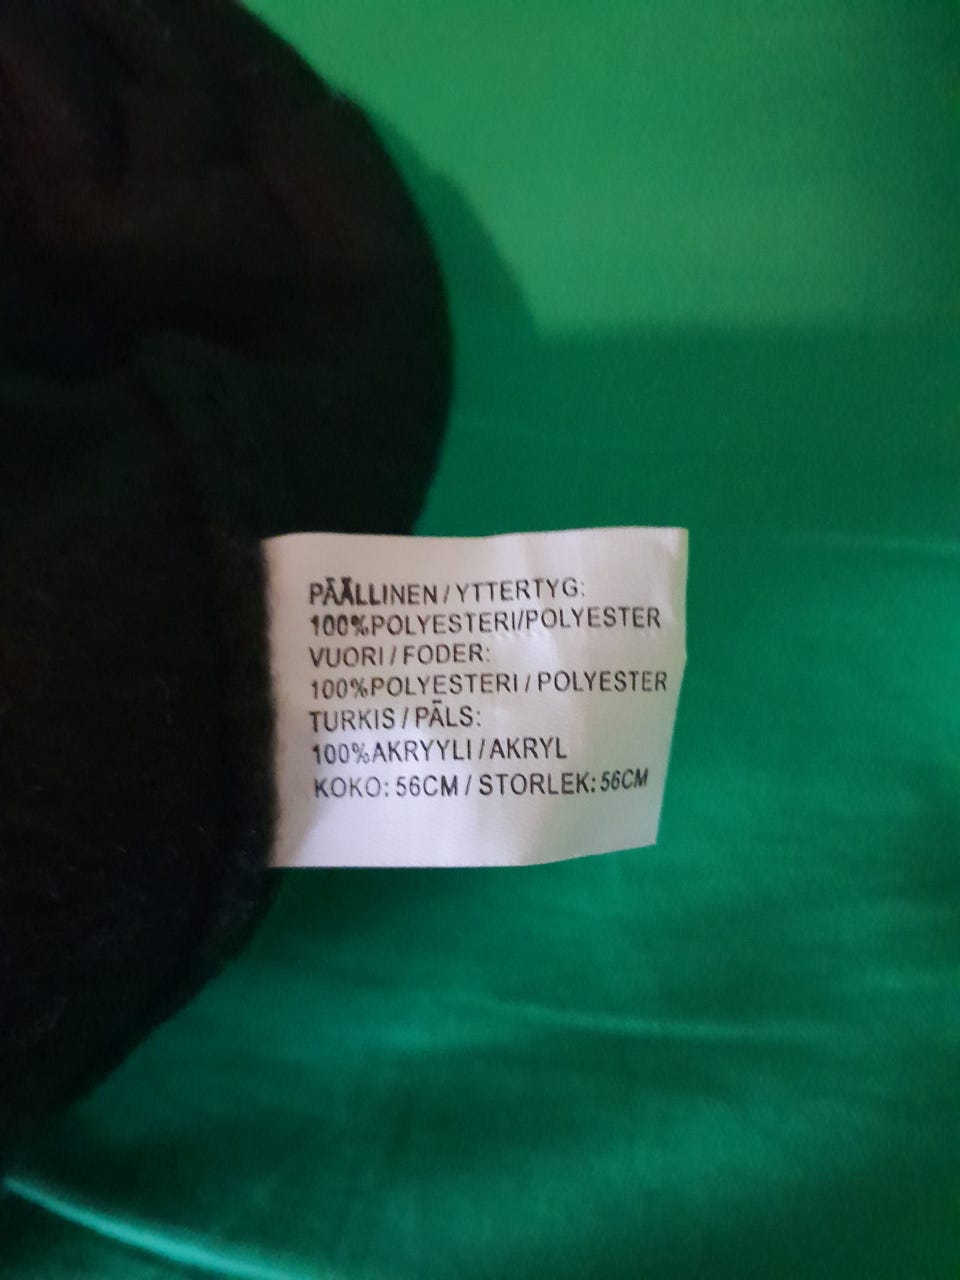 PÄÄLLINEN / YTTERTYG:
100%POLYESTERI/POLYESTER
VUORI / FODER:
100%POLYESTERI / POLYESTER
TURKIS / PÄLS:
100%AKRYYLI / AKRYL
KOKO: 56CM / STORLEK: 56CM